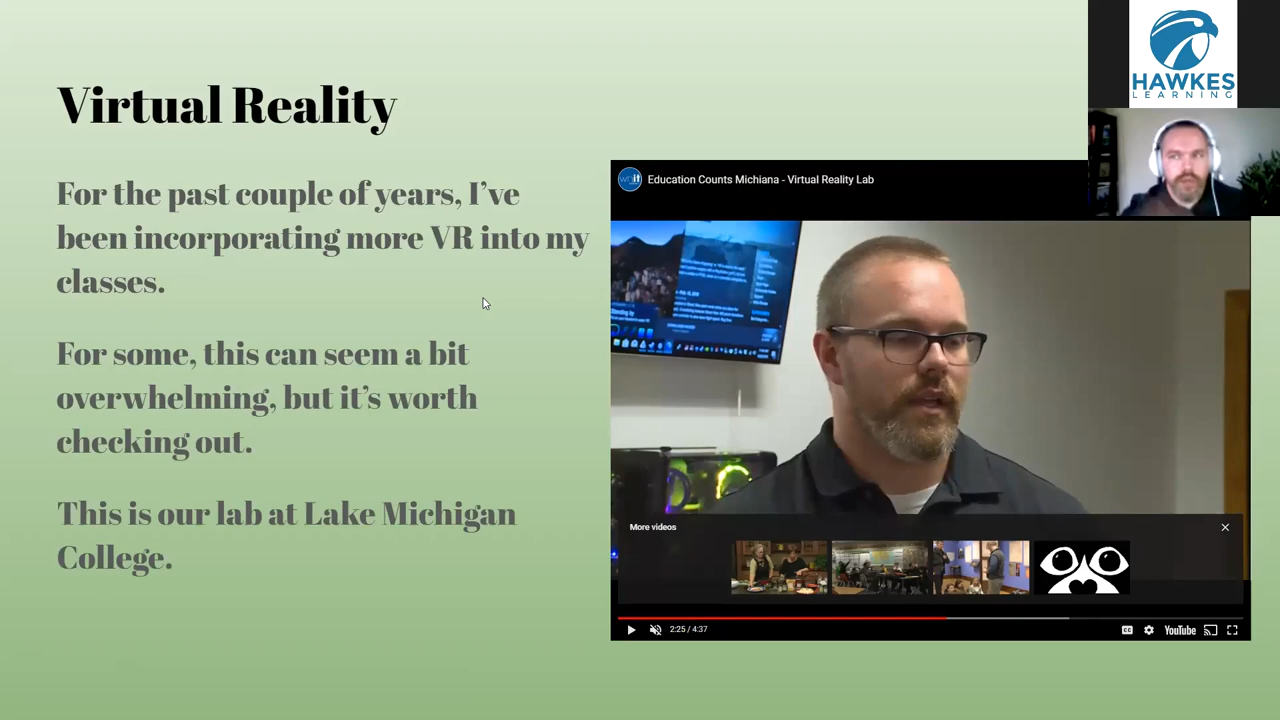 Virtual Reality
For the past couple of years, I've
been incorporating more VR into my
classes.
For some, this can seem a bit
overwhelming, but it's worth
checking out.
This is our lab at Lake Michigan
College.
HAWKES
LEARNING
Education Counts Michiana - Virtual Reality Lab
More videos
2:25 / 4:37
CC
YouTube